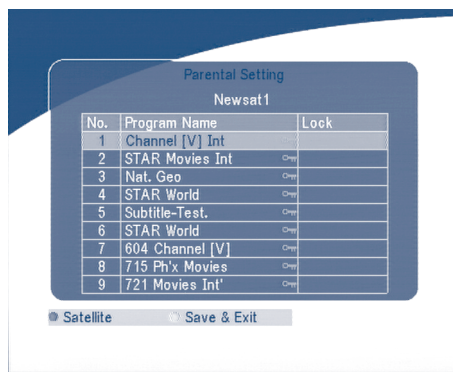 Parental Setting
Newsat1
No. Program Name Lock
1 Channel [V] Int
2 STAR Movies Int
3 Nat. Geo
4 STAR World
5 Subtitle-Test.
6 STAR World
7 604 Channel [V]
8 715 Ph'x Movies
9 721 Movies Int'
Satellite Save & Exit